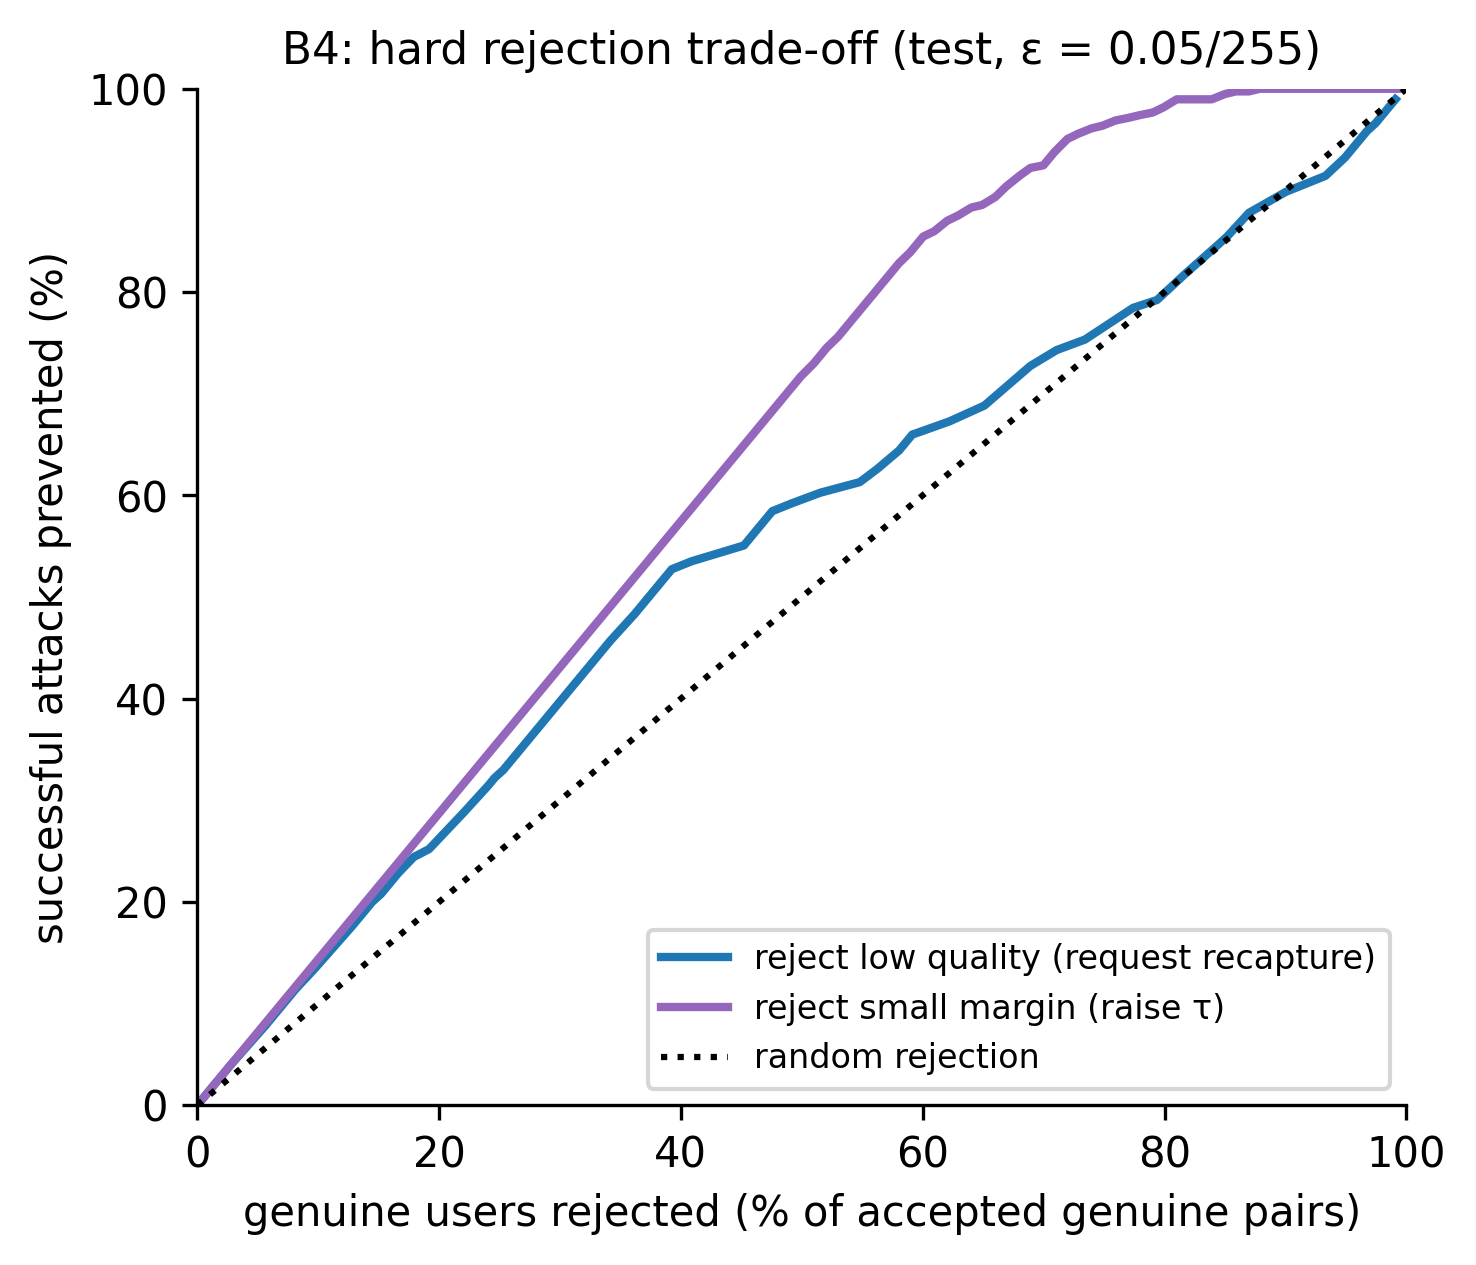 B4: hard rejection trade-off (test, ε = 0.05/255)
successful attacks prevented (%)
100
80
60
40
20
0
reject low quality (request recapture)
reject small margin (raise τ)
random rejection
0 20 40 60 80 100
genuine users rejected (% of accepted genuine pairs)